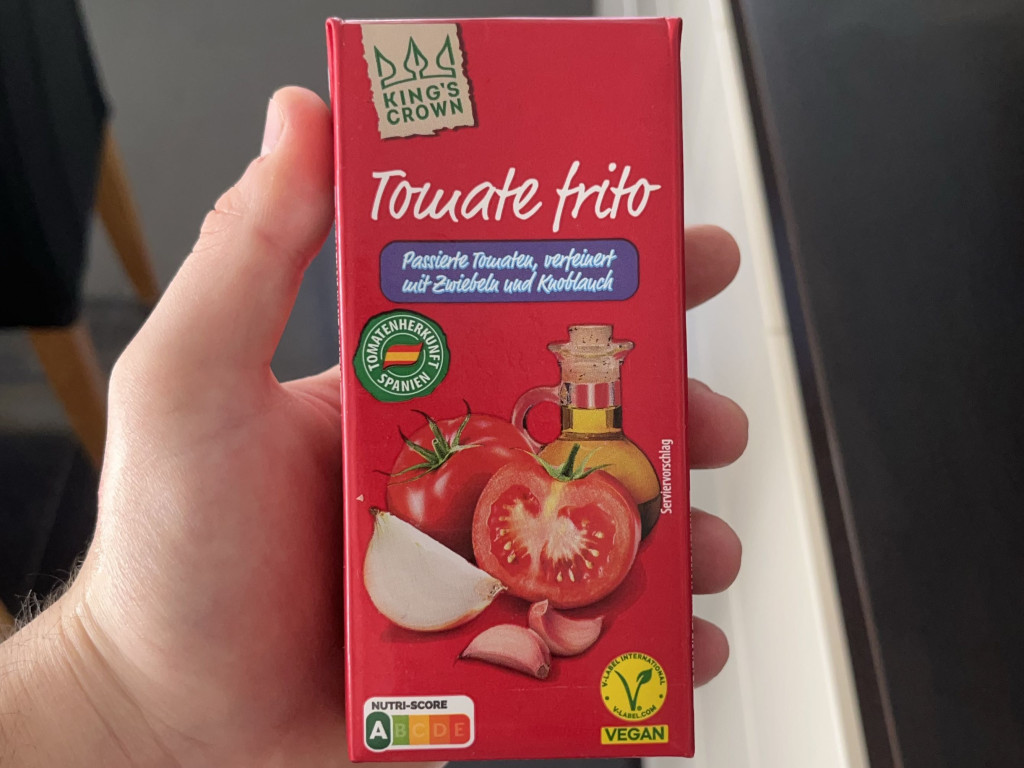 KING'S
CROWN
Tomate frito
Passierte Tomaten, verfeinert
mit Zwiebeln und Knoblauch
TOMATENHERKUNFT
SPANIEN
Serviervorschlag
NUTRI-SCORE
A B C D E
V-LABEL INTERNATIONAL
V-LABEL.COM
VEGAN